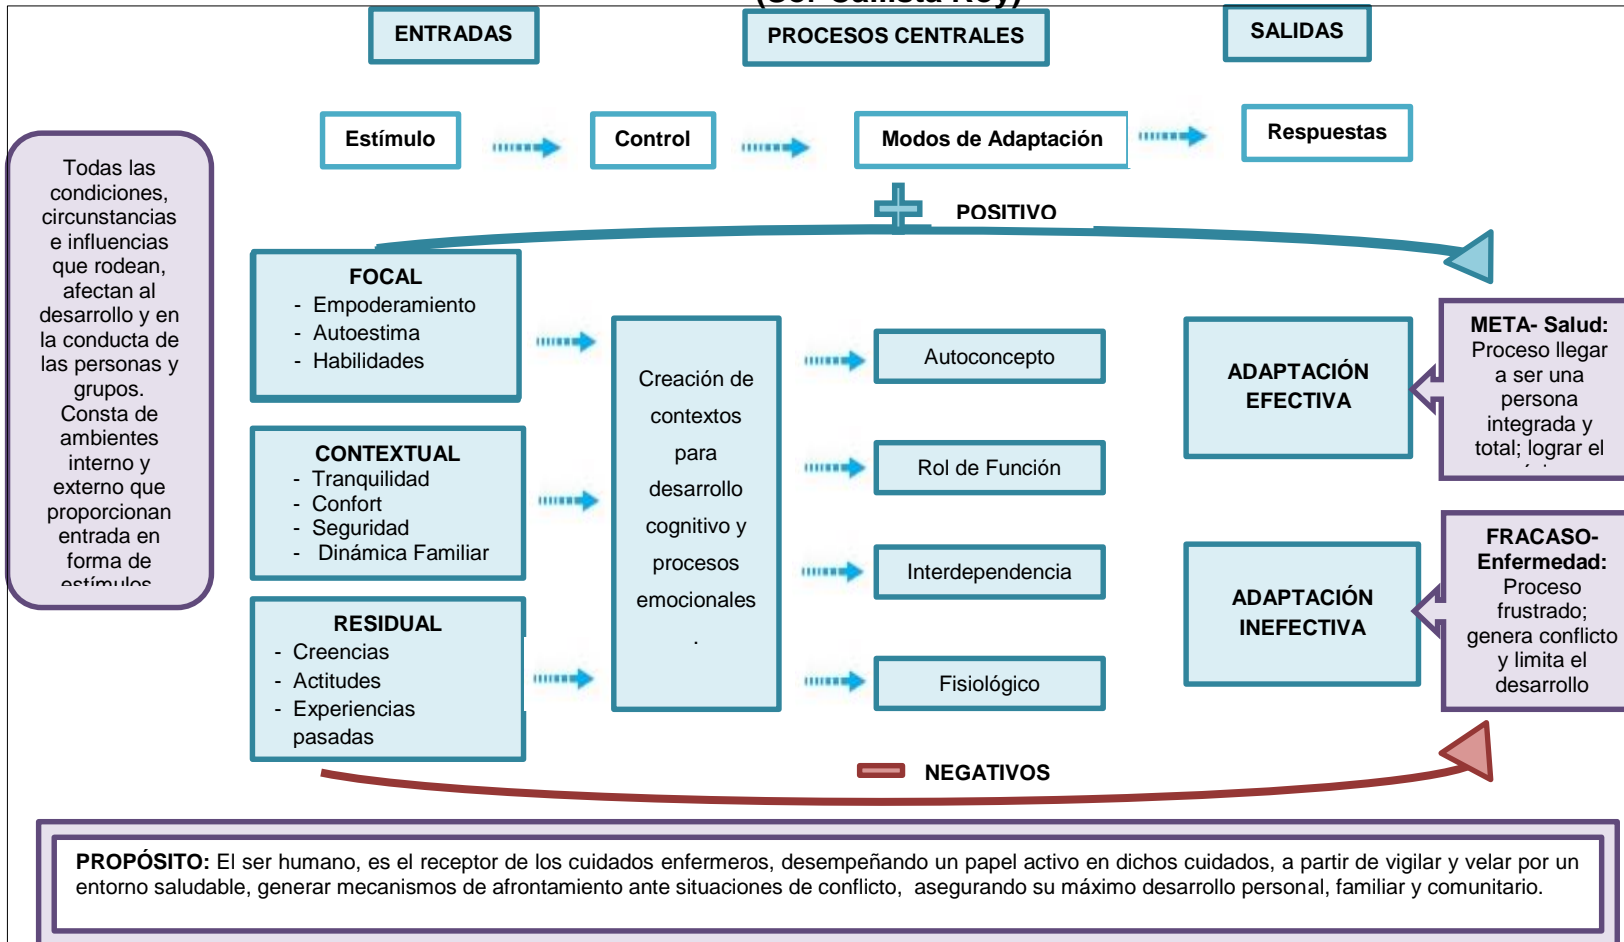 (Sor Callista Roy)
ENTRADAS
PROCESOS CENTRALES
SALIDAS
Estímulo
Control
Modos de Adaptación
Respuestas
Todas las
condiciones,
circunstancias
e influencias
que rodean,
afectan al
desarrollo y en
la conducta de
las personas y
grupos.
Consta de
ambientes
interno y
externo que
proporcionan
entrada en
forma de
estímulos
POSITIVO
FOCAL
- Empoderamiento
- Autoestima
- Habilidades
CONTEXTUAL
- Tranquilidad
- Confort
- Seguridad
- Dinámica Familiar
RESIDUAL
- Creencias
- Actitudes
- Experiencias
pasadas
Creación de
contextos
para
desarrollo
cognitivo y
procesos
emocionales
.
Autoconcepto
Rol de Función
Interdependencia
Fisiológico
ADAPTACIÓN
EFECTIVA
ADAPTACIÓN
INEFECTIVA
META- Salud:
Proceso llegar
a ser una
persona
integrada y
total; lograr el
FRACASO-
Enfermedad:
Proceso
frustrado;
genera conflicto
y limita el
desarrollo
NEGATIVOS
PROPÓSITO: El ser humano, es el receptor de los cuidados enfermeros, desempeñando un papel activo en dichos cuidados, a partir de vigilar y velar por un
entorno saludable, generar mecanismos de afrontamiento ante situaciones de conflicto, asegurando su máximo desarrollo personal, familiar y comunitario.